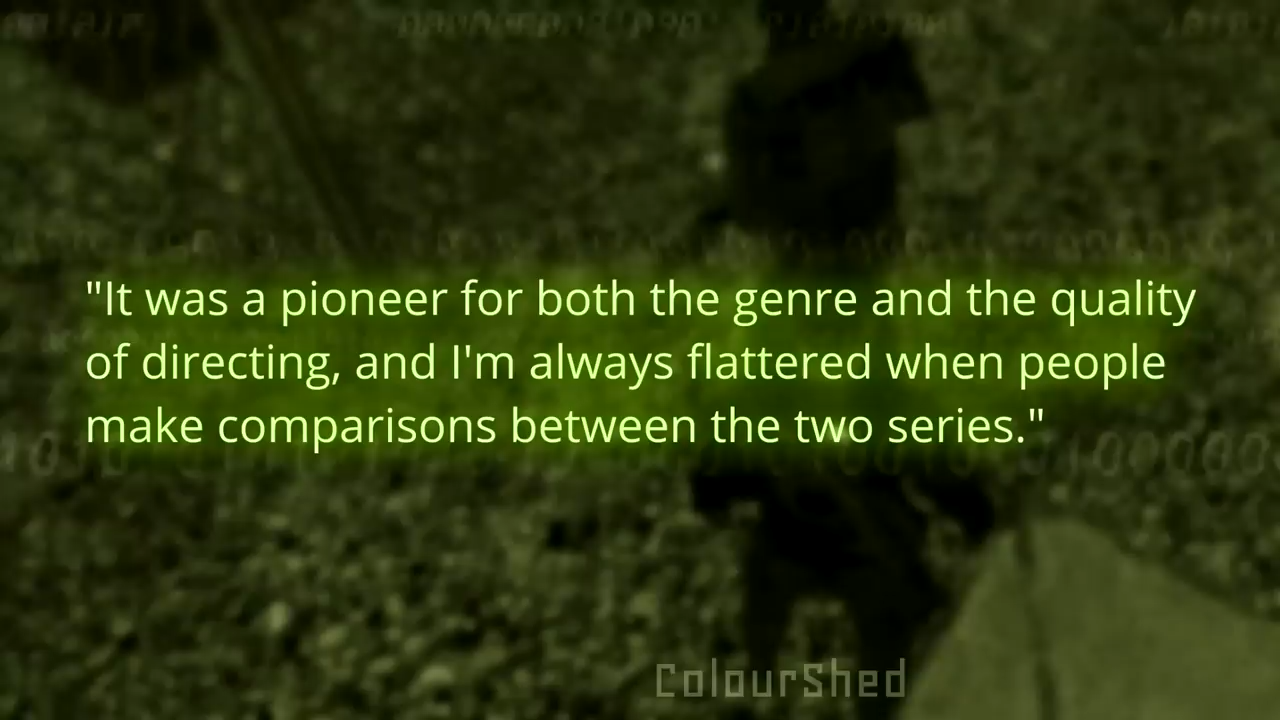 "It was a pioneer for both the genre and the quality
of directing, and I'm always flattered when people
make comparisons between the two series."
ColourShed